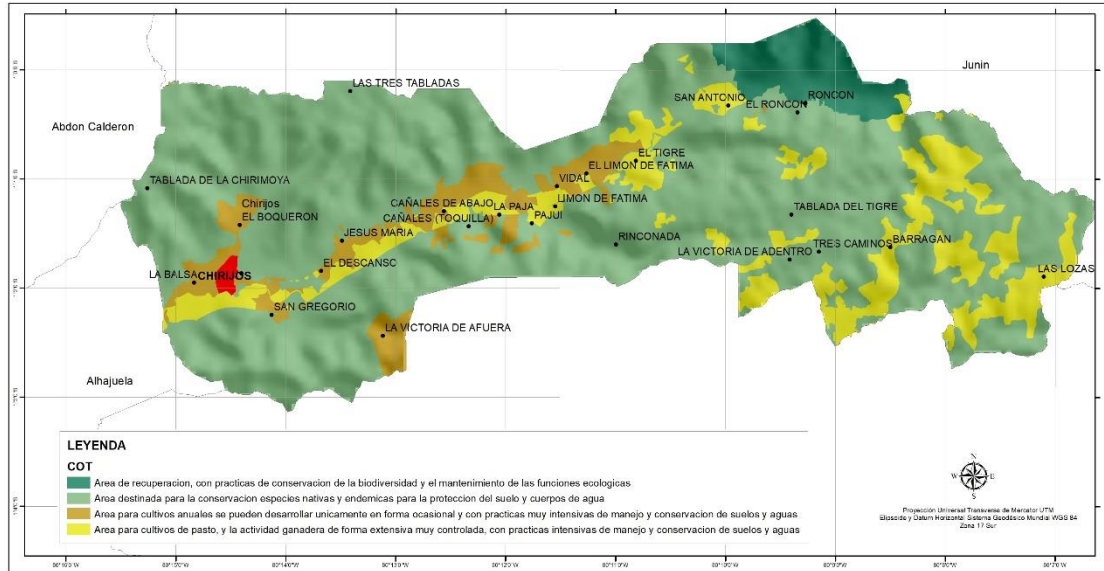 Junin
LAS TRES TABLADAS
SAN ANTONIO
EL RONCON
RONCON
Abdon Calderon
EL TIGRE
EL LIMON DE FATIMA
VIDAL
TABLADA DE LA CHIRIMOYA
CAÑALES DE ABAJO
LA PAJA
LIMON DE FATIMA
Chirijos
EL BOQUERON
CAÑALES (TOQUILLA)
PAJUI
TABLADA DEL TIGRE
JESUS MARIA
RINCONADA
LA VICTORIA DE ADENTRO
TRES CAMINOS
BARRAGAN
LA BALSA
CHIRIJOS
EL DESCANSO
LAS LOZAS
SAN GREGORIO
LA VICTORIA DE AFUERA
Alhajuela
LEYENDA
COT
Area de recuperacion, con practicas de conservacion de la biodiversidad y el mantenimiento de las funciones ecologicas
Area destinada para la conservacion especies nativas y endemicas para la proteccion del suelo y cuerpos de agua
Area para cultivos anuales se pueden desarrollar unicamente en forma ocasional y con practicas muy intensivas de manejo y conservacion de suelos y aguas
Area para cultivos de pasto, y la actividad ganadera de forma extensiva muy controlada, con practicas intensivas de manejo y conservacion de suelos y aguas
N
W
E
S
Proyección Universal Transversa de Mercator UTM
Elipsoide y Datum Horizontal Sistema Geodésico Mundial WGS 84
Zona 17 Sur